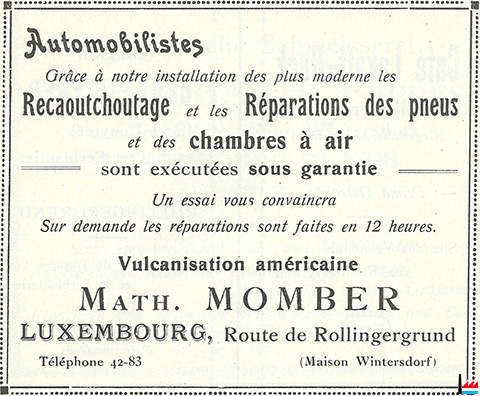 Automobilistes
Grâce à notre installation des plus moderne les
Recaoutchoutage et les Réparations des pneus
et des chambres à air
sont exécutées sous garantie
Un essai vous convaincra
Sur demande les réparations sont faites en 12 heures.
Vulcanisation américaine
MATH. MOMBER
LUXEMBOURG, Route de Rollingergrund
Téléphone 42-83 (Maison Wintersdorf)